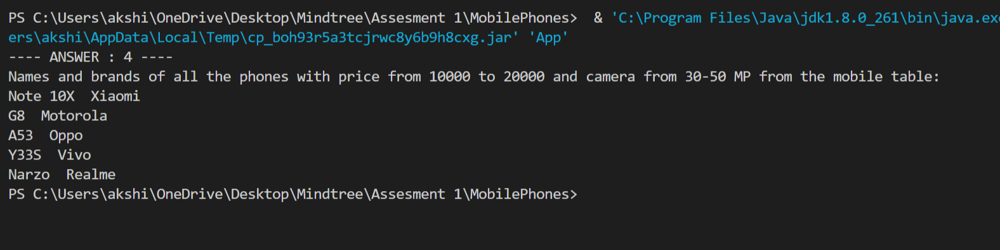 PS C:\Users\akshi\OneDrive\Desktop\Mindtree\Assesment 1\MobilePhones>  & 'C:\Program Files\Java\jdk1.8.0_261\bin\java.exe
ers\akshi\AppData\Local\Temp\cp_boh93r5a3tcjrwc8y6b9h8cxg.jar' 'App'
---- ANSWER : 4 ----
Names and brands of all the phones with price from 10000 to 20000 and camera from 30-50 MP from the mobile table:
Note 10X  Xiaomi
G8  Motorola
A53  Oppo
Y33S  Vivo
Narzo  Realme
PS C:\Users\akshi\OneDrive\Desktop\Mindtree\Assesment 1\MobilePhones>